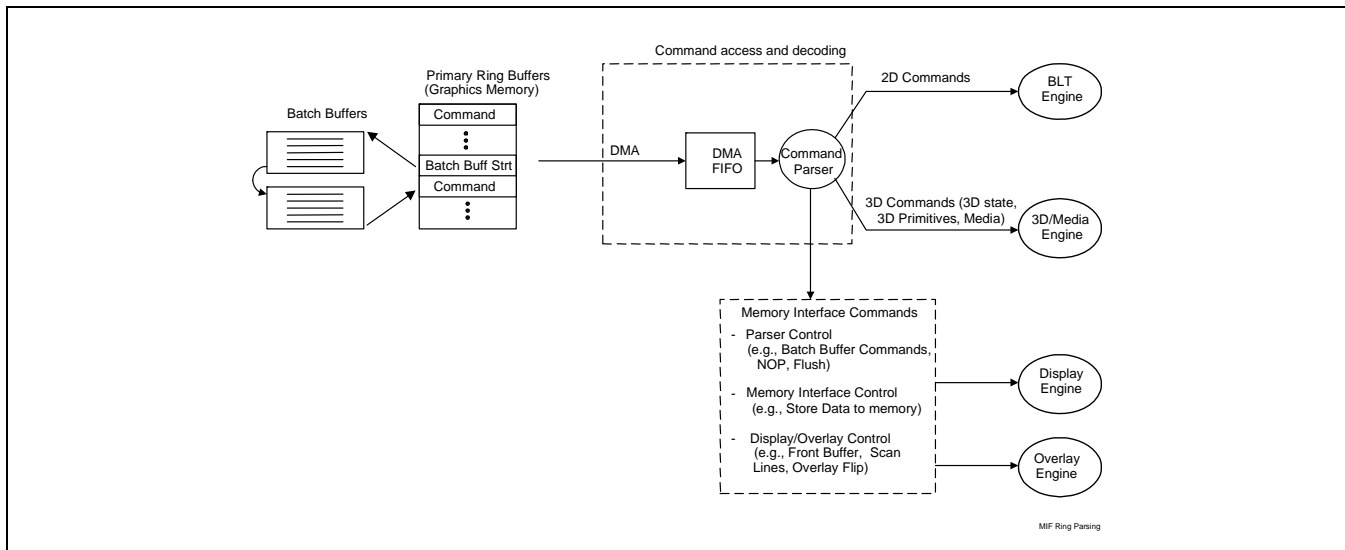 Command access and decoding
Primary Ring Buffers
(Graphics Memory)
Batch Buffers
Command
Batch Buff Strt
Command
DMA
DMA
FIFO
Command
Parser
2D Commands
BLT
Engine
3D Commands (3D state,
3D Primitives, Media)
3D/Media
Engine
Memory Interface Commands
- Parser Control
(e.g., Batch Buffer Commands,
NOP, Flush)
- Memory Interface Control
(e.g., Store Data to memory)
- Display/Overlay Control
(e.g., Front Buffer, Scan
Lines, Overlay Flip)
Display
Engine
Overlay
Engine
MIF Ring Parsing